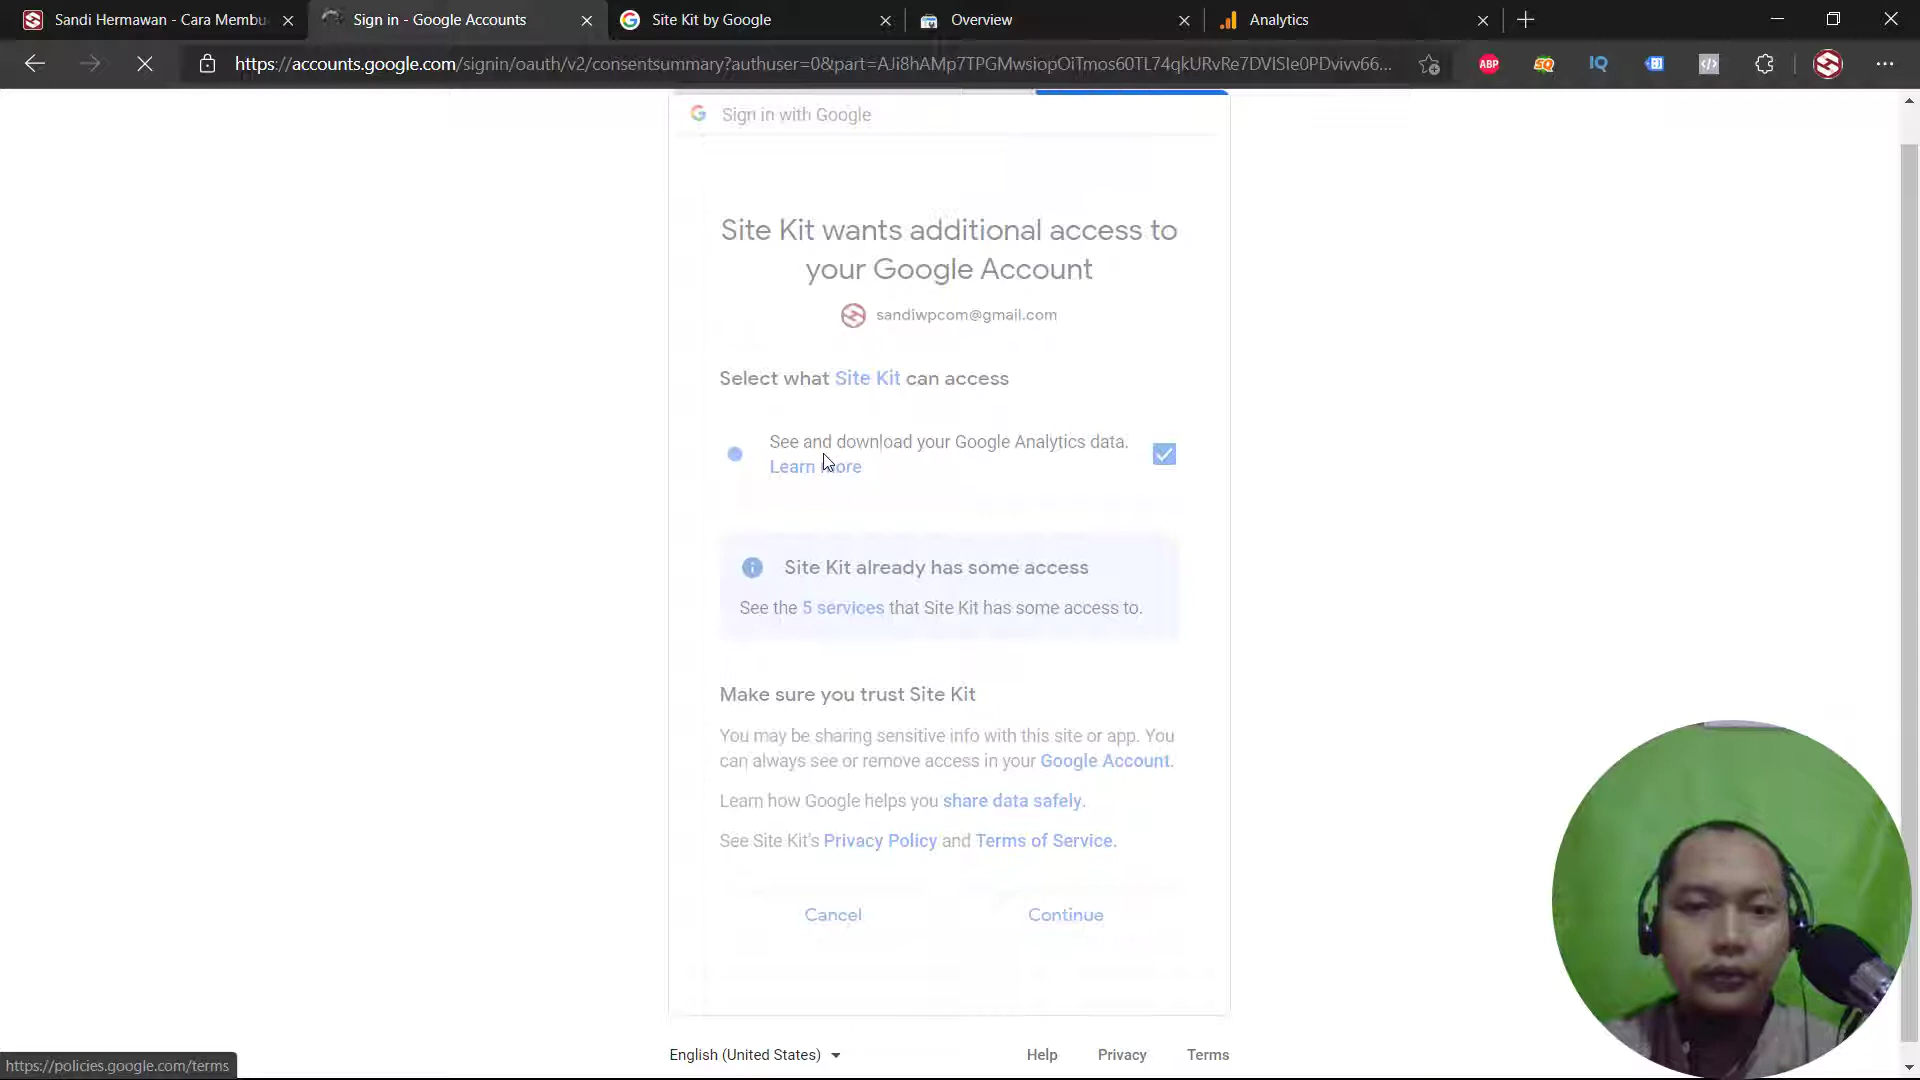 Sandi Hermawan - Cara Membu
Sign in - Google Accounts
Site Kit by Google
Overview
Analytics
https://accounts.google.com/signin/oauth/v2/consentsummary?authuser=0&part=AJi8hAMp7TPGMwsiopOiTmos60TL74qkURvRe7DVISle0PDvivv66...
ABP
SQ
IQ
Sign in with Google
Site Kit wants additional access to
your Google Account
sandiwpcom@gmail.com
Select what Site Kit can access
See and download your Google Analytics data.
Learn more
Site Kit already has some access
See the 5 services that Site Kit has some access to.
Make sure you trust Site Kit
You may be sharing sensitive info with this site or app. You
can always see or remove access in your Google Account.
Learn how Google helps you share data safely.
See Site Kit's Privacy Policy and Terms of Service.
Cancel
Continue
English (United States)
Help
Privacy
Terms
https://policies.google.com/terms